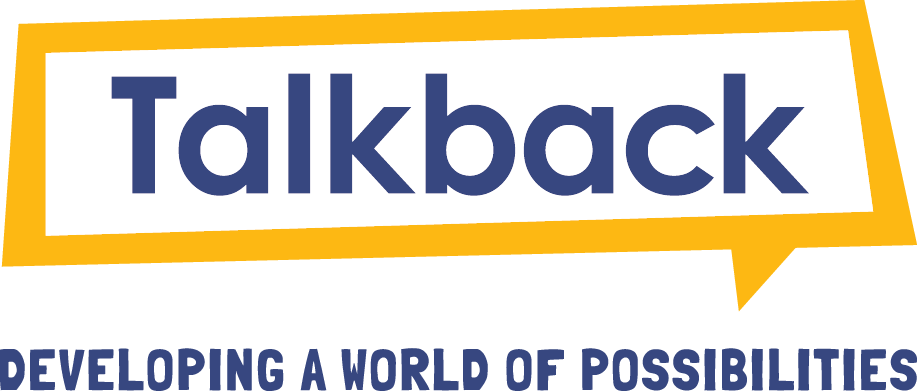 Talkback
DEVELOPING A WORLD OF POSSIBILITIES